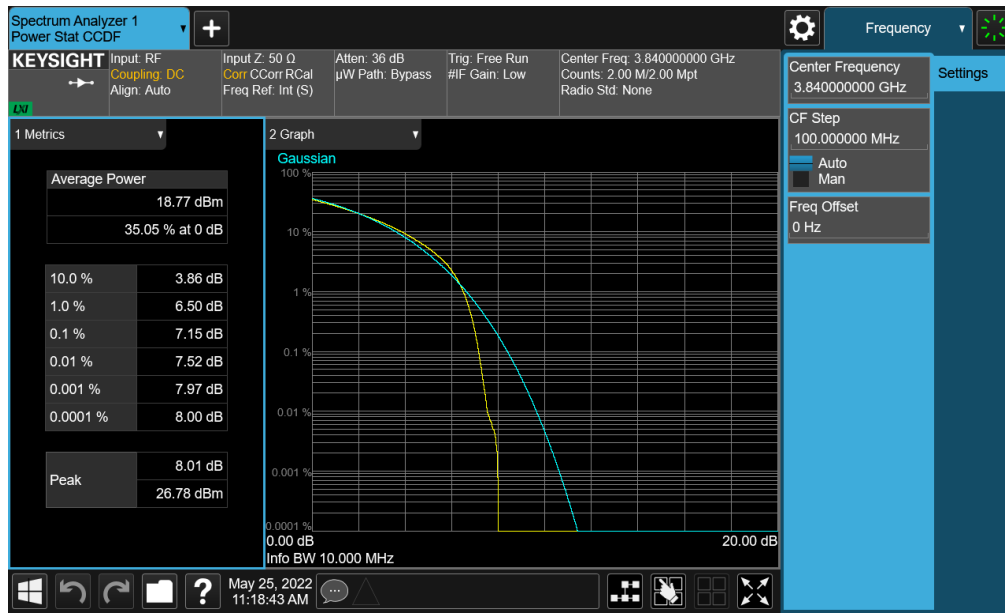 Spectrum Analyzer 1
Power Stat CCDF
+
Frequency
KEYSIGHT
Input: RF
Coupling: DC
Align: Auto
LXI
Input Z: 50 Ω
Corr CCorr RCal
Freq Ref: Int (S)
Atten: 36 dB
µW Path: Bypass
Trig: Free Run
#IF Gain: Low
Center Freq: 3.840000000 GHz
Counts: 2.00 M/2.00 Mpt
Radio Std: None
Center Frequency
3.840000000 GHz
Settings
CF Step
100.000000 MHz
Auto
Man
Freq Offset
0 Hz
1 Metrics
Average Power
18.77 dBm
35.05 % at 0 dB
10.0 % 3.86 dB
1.0 % 6.50 dB
0.1 % 7.15 dB
0.01 % 7.52 dB
0.001 % 7.97 dB
0.0001 % 8.00 dB
Peak
8.01 dB
26.78 dBm
2 Graph
Gaussian
100 %
10 %
1 %
0.1 %
0.01 %
0.001 %
0.0001 %
0.00 dB 20.00 dB
Info BW 10.000 MHz
?
May 25, 2022
11:18:43 AM